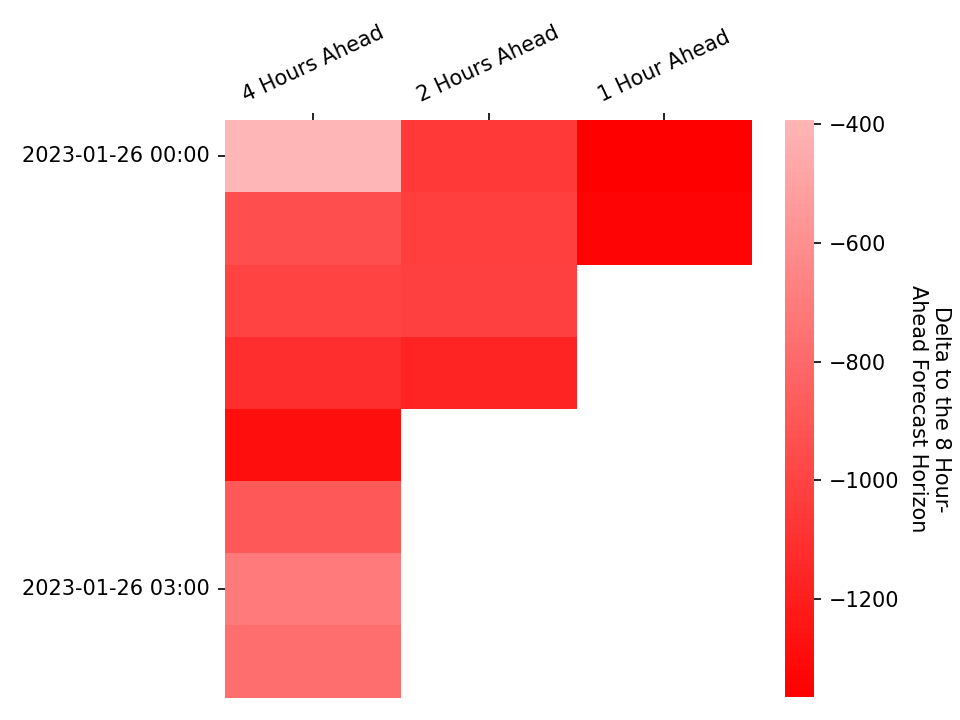 4 Hours Ahead
2 Hours Ahead
1 Hour Ahead
2023-01-26 00:00
2023-01-26 03:00
−400
−600
−800
−1000
−1200
Delta to the 8 Hour-
Ahead Forecast Horizon